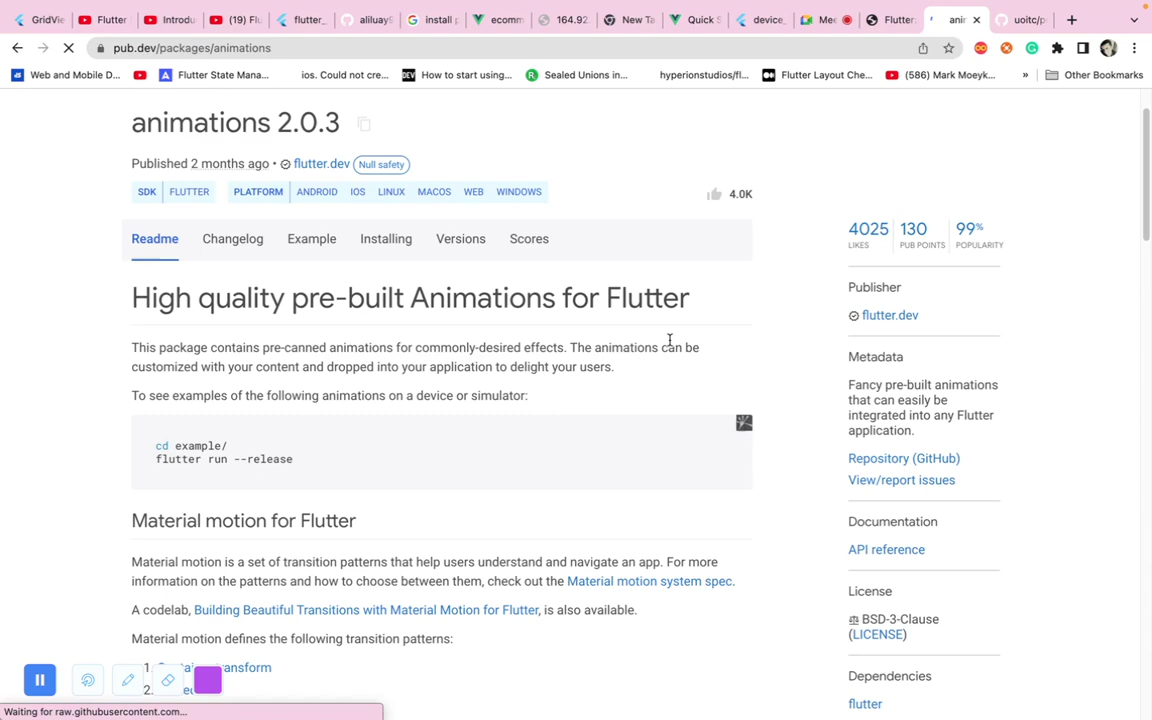 GridVie
Flutter
Introdu
(19) Flu
flutter_
aliluay9
install p
ecomm
164.92
New Ta
Quick S
device_
Mee
Flutter:
anir
uoitc/p
pub.dev/packages/animations
Web and Mobile D...
Flutter State Mana...
ios. Could not cre...
DEV
How to start using...
R
Sealed Unions in...
hyperionstudios/fl...
Flutter Layout Che...
(586) Mark Moeyk...
»
Other Bookmarks
animations 2.0.3
Published 2 months ago • flutter.dev Null safety
SDK FLUTTER PLATFORM ANDROID IOS LINUX MACOS WEB WINDOWS
4.0K
Readme Changelog Example Installing Versions Scores
High quality pre-built Animations for Flutter
This package contains pre-canned animations for commonly-desired effects. The animations can be
customized with your content and dropped into your application to delight your users.
To see examples of the following animations on a device or simulator:
cd example/
flutter run --release
Material motion for Flutter
Material motion is a set of transition patterns that help users understand and navigate an app. For more
information on the patterns and how to choose between them, check out the Material motion system spec.
A codelab, Building Beautiful Transitions with Material Motion for Flutter, is also available.
Material motion defines the following transition patterns:
1.
transform
2.
4025 130 99%
LIKES PUB POINTS POPULARITY
Publisher
flutter.dev
Metadata
Fancy pre-built animations
that can easily be
integrated into any Flutter
application.
Repository (GitHub)
View/report issues
Documentation
API reference
License
BSD-3-Clause
(LICENSE)
Dependencies
flutter
Waiting for raw.githubusercontent.com...